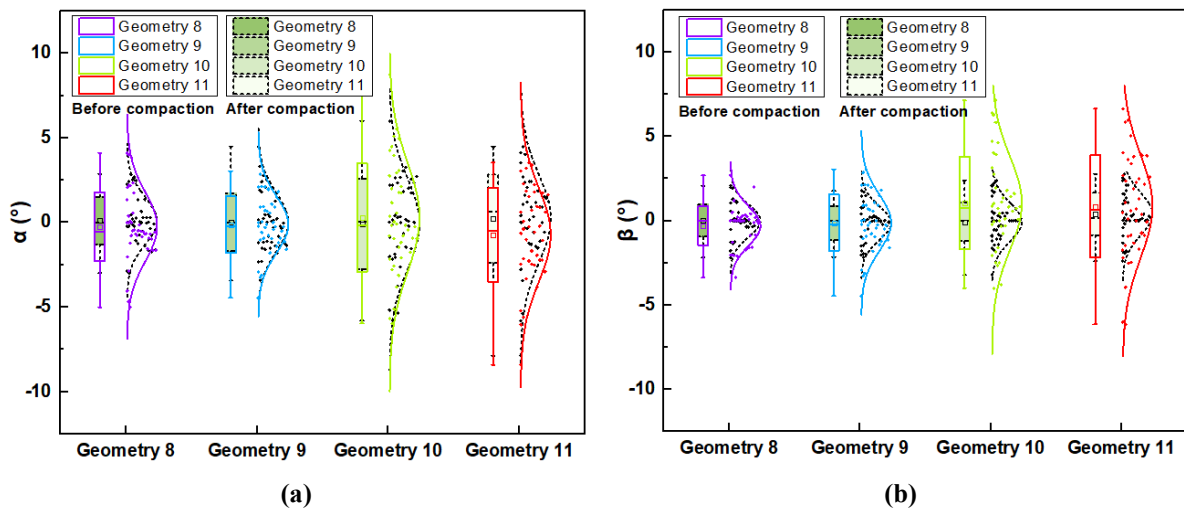 Geometry 8
Geometry 9
Geometry 10
Geometry 11
Before compaction
Geometry 8
Geometry 9
Geometry 10
Geometry 11
After compaction
10
5
0
-5
-10
α (°)
Geometry 8 Geometry 9 Geometry 10 Geometry 11
(a)
Geometry 8
Geometry 9
Geometry 10
Geometry 11
Before compaction
Geometry 8
Geometry 9
Geometry 10
Geometry 11
After compaction
10
5
0
-5
-10
β (°)
Geometry 8 Geometry 9 Geometry 10 Geometry 11
(b)